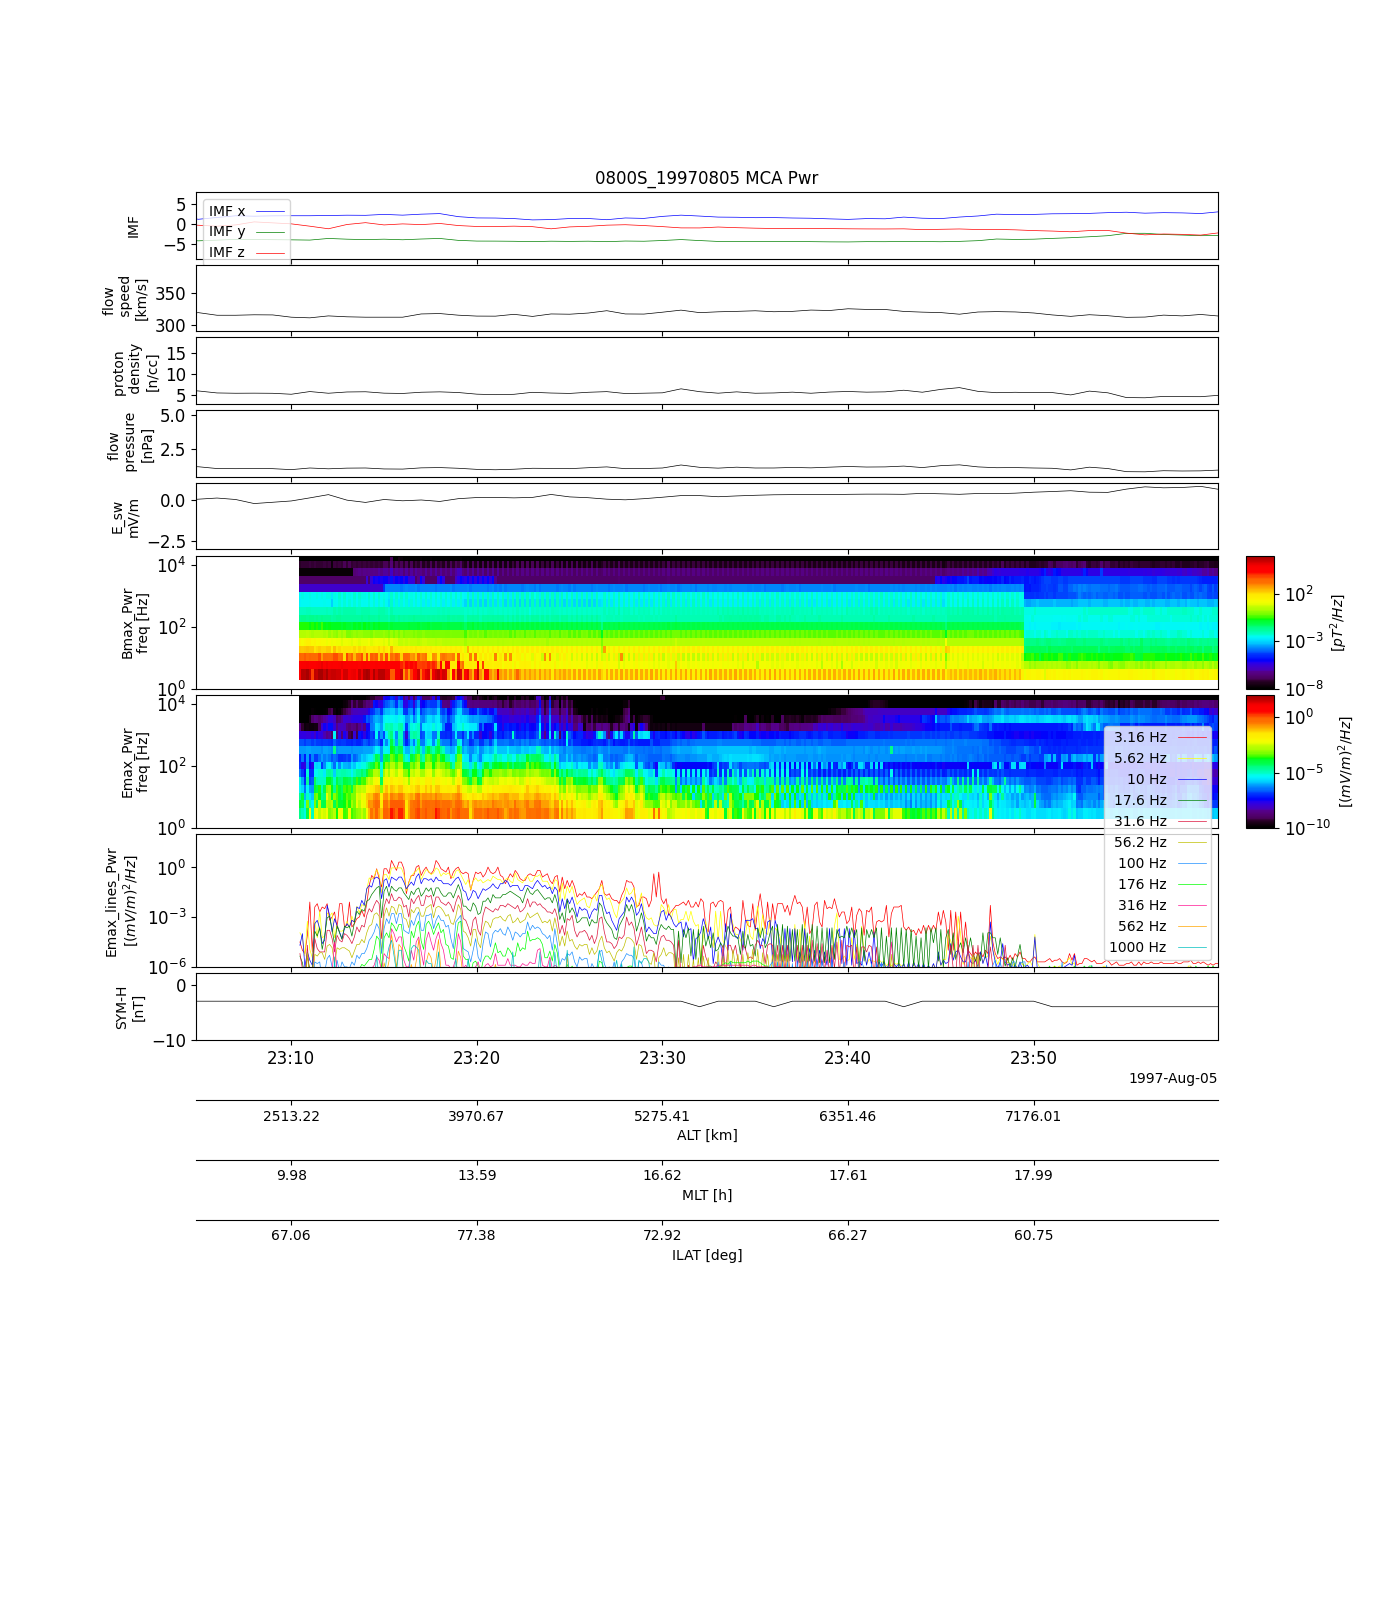 0800S_19970805 MCA Pwr
IMF
5
0
−5
IMF x
IMF y
IMF z
flow
speed
[km/s]
350
300
proton
density
[n/cc]
15
10
5
flow
pressure
[nPa]
5.0
2.5
E_sw
mV/m
0.0
−2.5
Bmax_Pwr
freq [Hz]
10^4
10^2
10^0
10^2
10^−3
10^−8
[pT^2/Hz]
Emax_Pwr
freq [Hz]
10^4
10^2
10^0
10^0
10^−5
10^−10
[(mV/m)^2/Hz]
3.16 Hz
5.62 Hz
10 Hz
17.6 Hz
31.6 Hz
56.2 Hz
100 Hz
176 Hz
316 Hz
562 Hz
1000 Hz
Emax_lines_Pwr
[(mV/m)^2/Hz]
10^0
10^−3
10^−6
SYM-H
[nT]
0
−10
23:10 23:20 23:30 23:40 23:50
1997-Aug-05
2513.22 3970.67 5275.41 6351.46 7176.01
ALT [km]
9.98 13.59 16.62 17.61 17.99
MLT [h]
67.06 77.38 72.92 66.27 60.75
ILAT [deg]